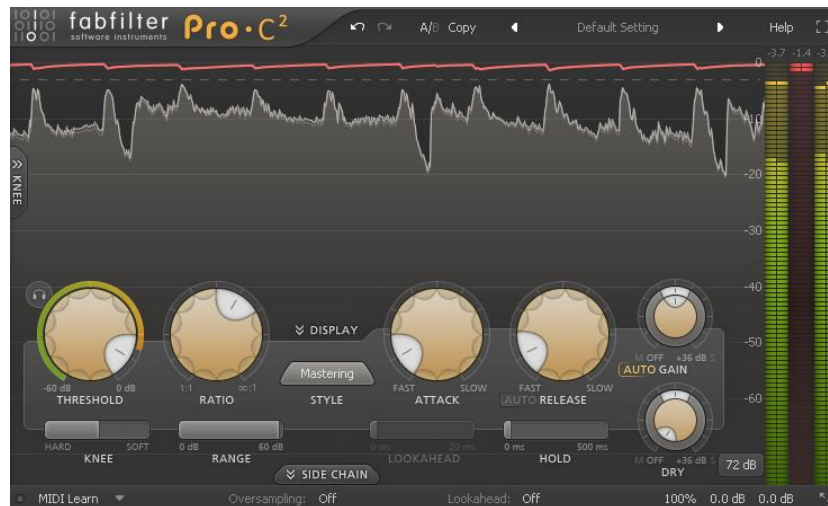 fabfilter Pro·C²
software instruments
A/B Copy
Default Setting
Help
-3.7 -1.4 -3
0
-10
-20
KNEE
-30
-40
DISPLAY
-50
M OFF +36 dB S
AUTO GAIN
Mastering
-60 dB 0 dB
THRESHOLD
1:1 ∞:1
RATIO
STYLE
FAST SLOW
ATTACK
FAST SLOW
AUTO RELEASE
-60
HARD SOFT
KNEE
0 dB 60 dB
RANGE
0 ms 20 ms
LOOKAHEAD
0 ms 500 ms
HOLD
M OFF +36 dB S
DRY
72 dB
SIDE CHAIN
MIDI Learn
Oversampling: Off
Lookahead: Off
100% 0.0 dB 0.0 dB